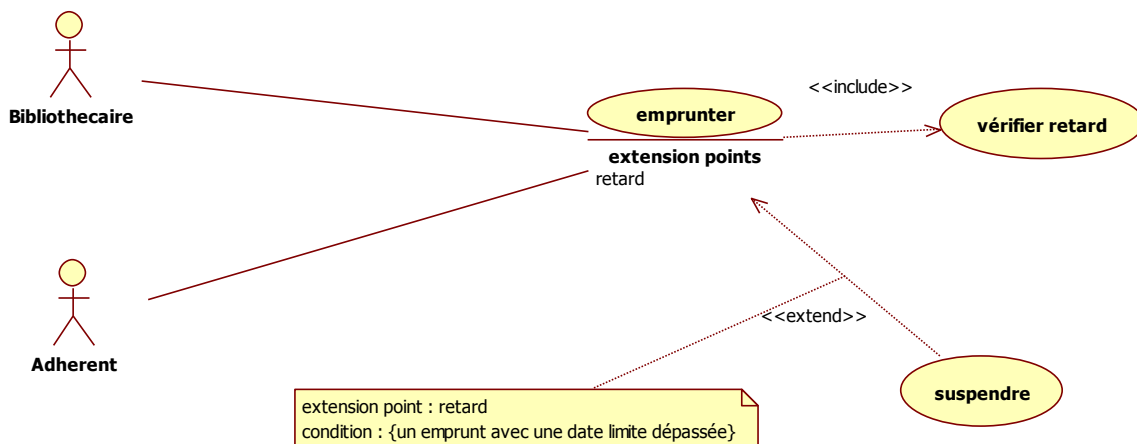 Bibliothecaire
emprunter
extension points
retard
<<include>>
vérifier retard
Adherent
<<extend>>
suspendre
extension point : retard
condition : {un emprunt avec une date limite dépassée}